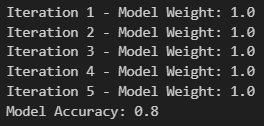 Iteration 1 - Model Weight: 1.0
Iteration 2 - Model Weight: 1.0
Iteration 3 - Model Weight: 1.0
Iteration 4 - Model Weight: 1.0
Iteration 5 - Model Weight: 1.0
Model Accuracy: 0.8